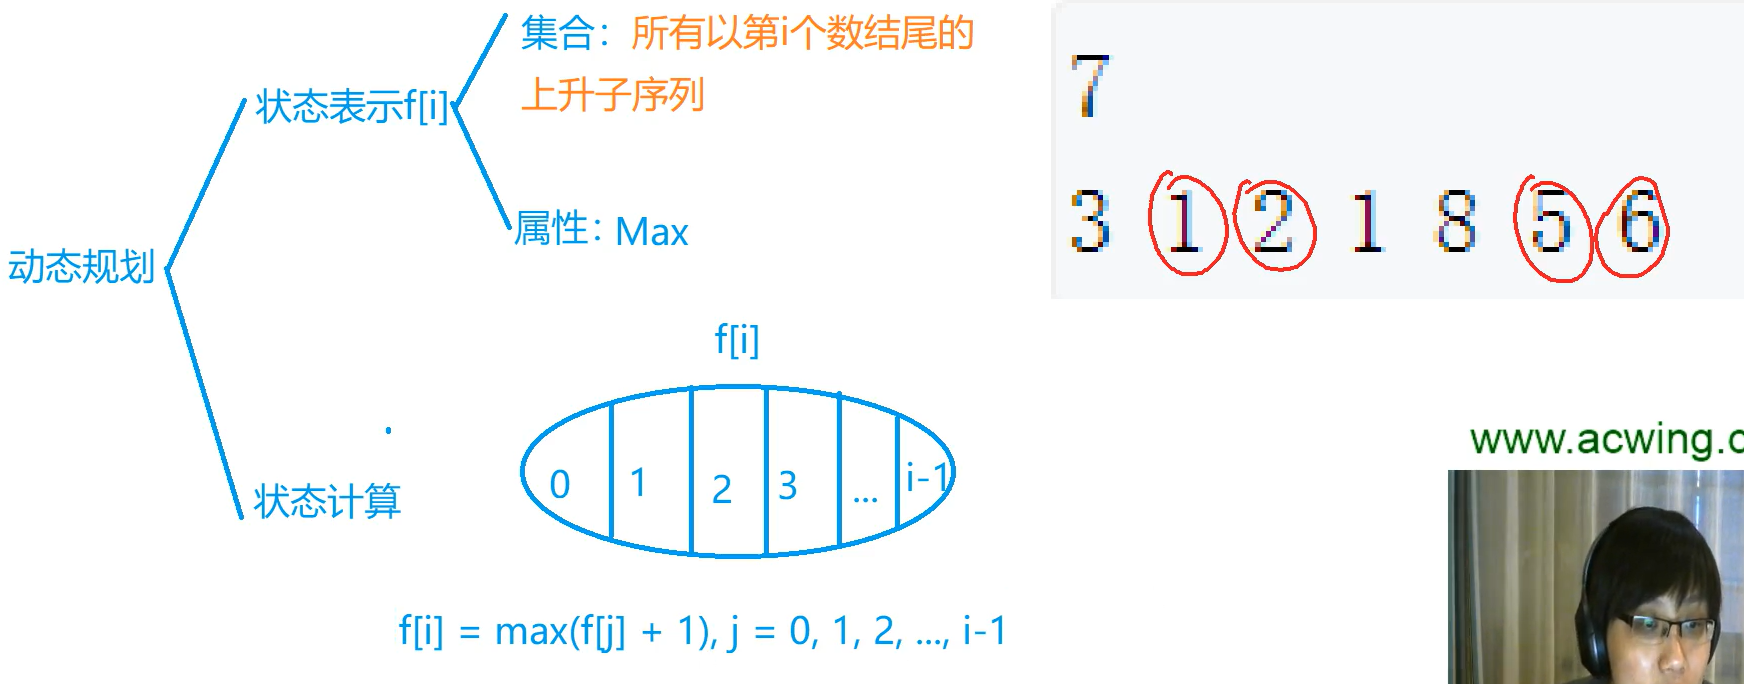 集合：所有以第i个数结尾的
上升子序列
状态表示f[i]
属性：Max
动态规划
状态计算
f[i]
0 1 2 3 ... i-1
f[i] = max(f[j] + 1), j = 0, 1, 2, ..., i-1
7
3 1 2 1 8 5 6
www.acwing.c